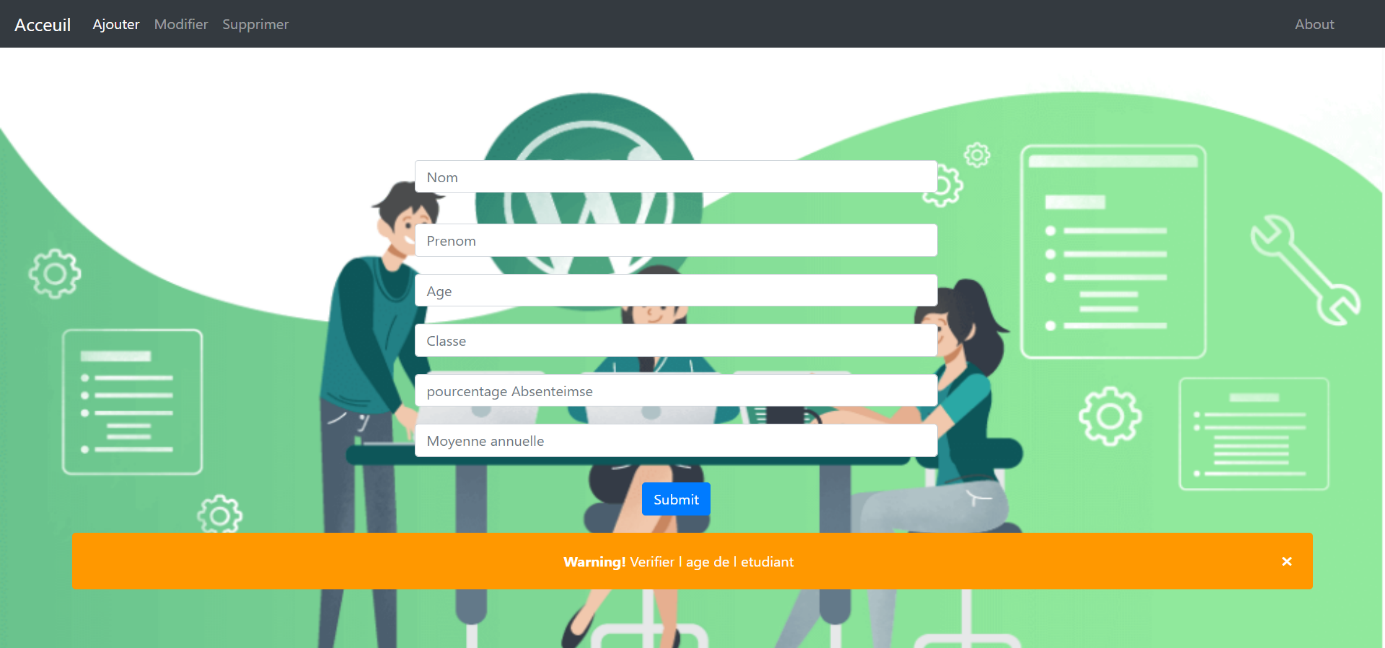 Acceuil Ajouter Modifier Supprimer About
Nom
Prenom
Age
Classe
pourcentage Absenteimse
Moyenne annuelle
Submit
Warning! Verifier l age de l etudiant ×